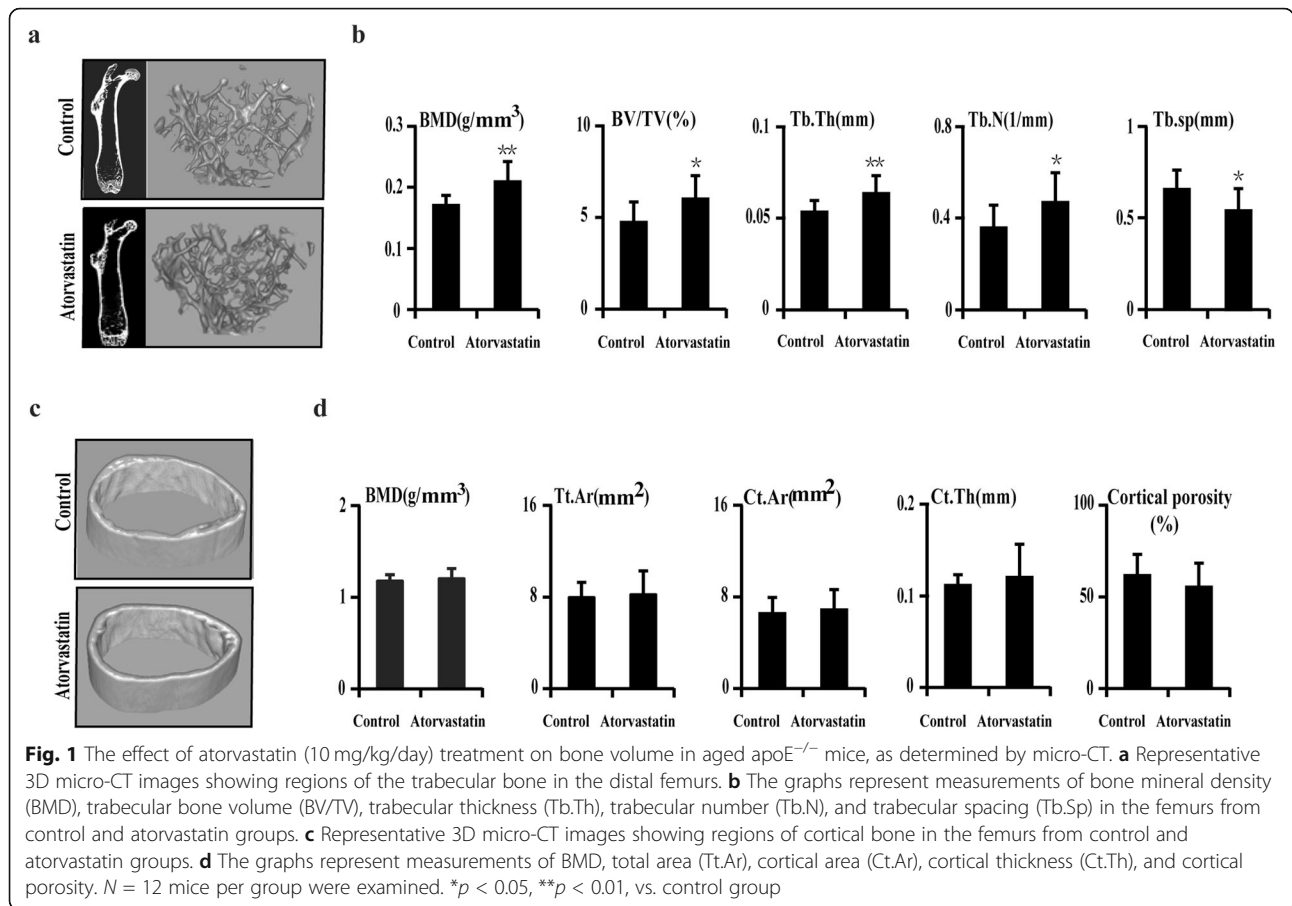 a
Control
Atorvastatin
b
BMD(g/mm³)
0.3
0.2
0.1
0
**
Control Atorvastatin
BV/TV(%)
10
5
0
*
Control Atorvastatin
Tb.Th(mm)
0.1
0.05
0
**
Control Atorvastatin
Tb.N(1/mm)
0.8
0.4
0
*
Control Atorvastatin
Tb.sp(mm)
1
0.5
0
*
Control Atorvastatin
c
Control
Atorvastatin
d
BMD(g/mm³)
2
1
0
Control Atorvastatin
Tt.Ar(mm²)
16
8
0
Control Atorvastatin
Ct.Ar(mm²)
16
8
0
Control Atorvastatin
Ct.Th(mm)
0.2
0.1
0
Control Atorvastatin
Cortical porosity
(%)
100
50
0
Control Atorvastatin
Fig. 1 The effect of atorvastatin (10 mg/kg/day) treatment on bone volume in aged apoE⁻/⁻ mice, as determined by micro-CT. a Representative
3D micro-CT images showing regions of the trabecular bone in the distal femurs. b The graphs represent measurements of bone mineral density
(BMD), trabecular bone volume (BV/TV), trabecular thickness (Tb.Th), trabecular number (Tb.N), and trabecular spacing (Tb.Sp) in the femurs from
control and atorvastatin groups. c Representative 3D micro-CT images showing regions of cortical bone in the femurs from control and
atorvastatin groups. d The graphs represent measurements of BMD, total area (Tt.Ar), cortical area (Ct.Ar), cortical thickness (Ct.Th), and cortical
porosity. N = 12 mice per group were examined. *p < 0.05, **p < 0.01, vs. control group